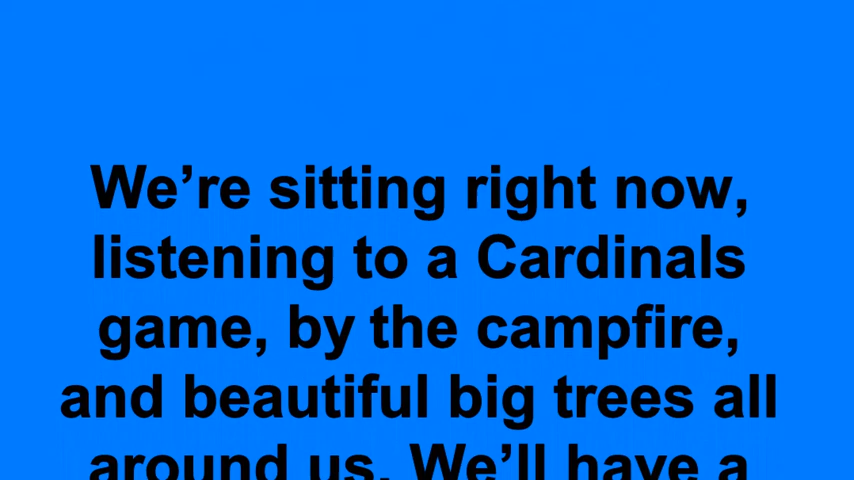 We’re sitting right now,
listening to a Cardinals
game, by the campfire,
and beautiful big trees all
around us. We’ll have a